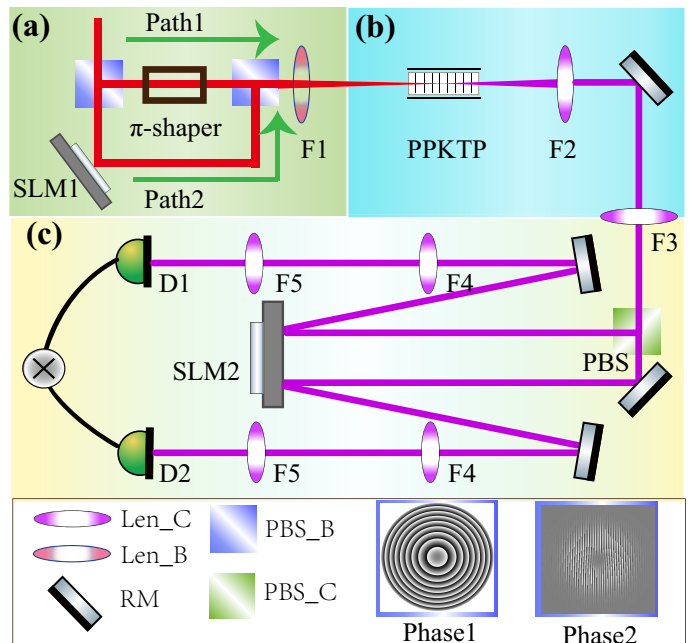 (a)
Path1
π-shaper
F1
SLM1
Path2
(b)
PPKTP
F2
F3
(c)
D1
F5
F4
SLM2
PBS
D2
F5
F4
Len_C
PBS_B
Len_B
RM
PBS_C
Phase1
Phase2